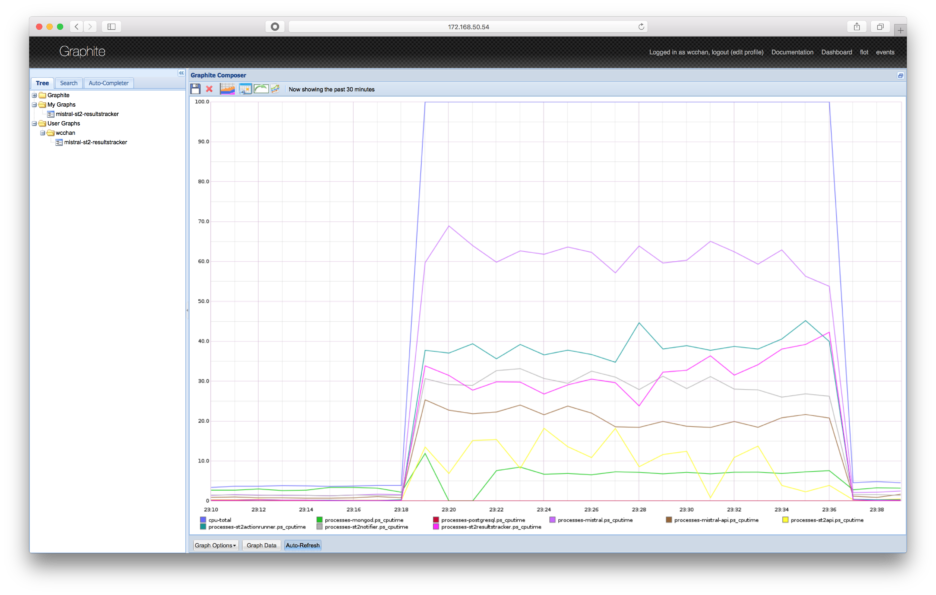 172.168.50.54
Graphite
Logged in as wcchan, logout (edit profile) Documentation Dashboard flot events
Graphite Composer
Tree Search Auto-Completer
Now showing the past 30 minutes
Graphite
My Graphs
mistral-st2-resultstracker
User Graphs
wcchan
mistral-st2-resultstracker
100.0
90.0
80.0
70.0
60.0
50.0
40.0
30.0
20.0
10.0
0
23:10 23:12 23:14 23:16 23:18 23:20 23:22 23:24 23:26 23:28 23:30 23:32 23:34 23:36 23:38
cpu-total processes-mongod.ps_cputime processes-postgresql.ps_cputime processes-mistral.ps_cputime processes-mistral-api.ps_cputime processes-st2api.ps_cputime
processes-st2actionrunner.ps_cputime processes-st2notifier.ps_cputime processes-st2resultstracker.ps_cputime
Graph Options Graph Data Auto-Refresh